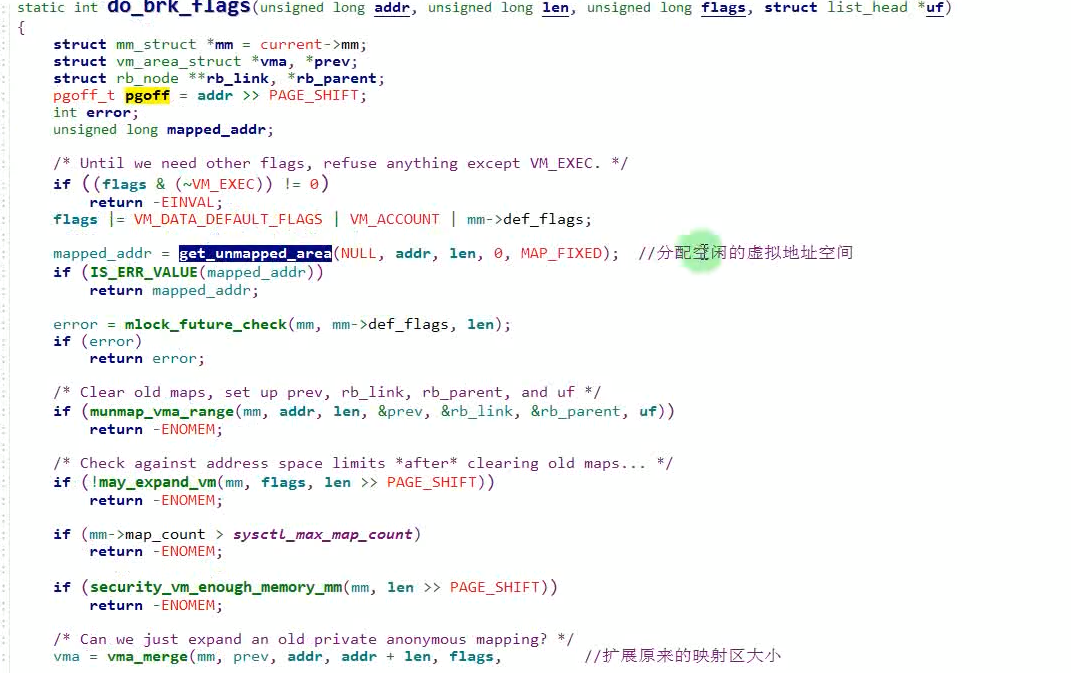 static int do_brk_flags(unsigned long addr, unsigned long len, unsigned long flags, struct list_head *uf)
{
struct mm_struct *mm = current->mm;
struct vm_area_struct *vma, *prev;
struct rb_node **rb_link, *rb_parent;
pgoff_t pgoff = addr >> PAGE_SHIFT;
int error;
unsigned long mapped_addr;
/* Until we need other flags, refuse anything except VM_EXEC. */
if ((flags & (~VM_EXEC)) != 0)
return -EINVAL;
flags |= VM_DATA_DEFAULT_FLAGS | VM_ACCOUNT | mm->def_flags;
mapped_addr = get_unmapped_area(NULL, addr, len, 0, MAP_FIXED); //分配空闲的虚拟地址空间
if (IS_ERR_VALUE(mapped_addr))
return mapped_addr;
error = mlock_future_check(mm, mm->def_flags, len);
if (error)
return error;
/* Clear old maps, set up prev, rb_link, rb_parent, and uf */
if (munmap_vma_range(mm, addr, len, &prev, &rb_link, &rb_parent, uf))
return -ENOMEM;
/* Check against address space limits *after* clearing old maps... */
if (!may_expand_vm(mm, flags, len >> PAGE_SHIFT))
return -ENOMEM;
if (mm->map_count > sysctl_max_map_count)
return -ENOMEM;
if (security_vm_enough_memory_mm(mm, len >> PAGE_SHIFT))
return -ENOMEM;
/* Can we just expand an old private anonymous mapping? */
vma = vma_merge(mm, prev, addr, addr + len, flags, //扩展原来的映射区大小